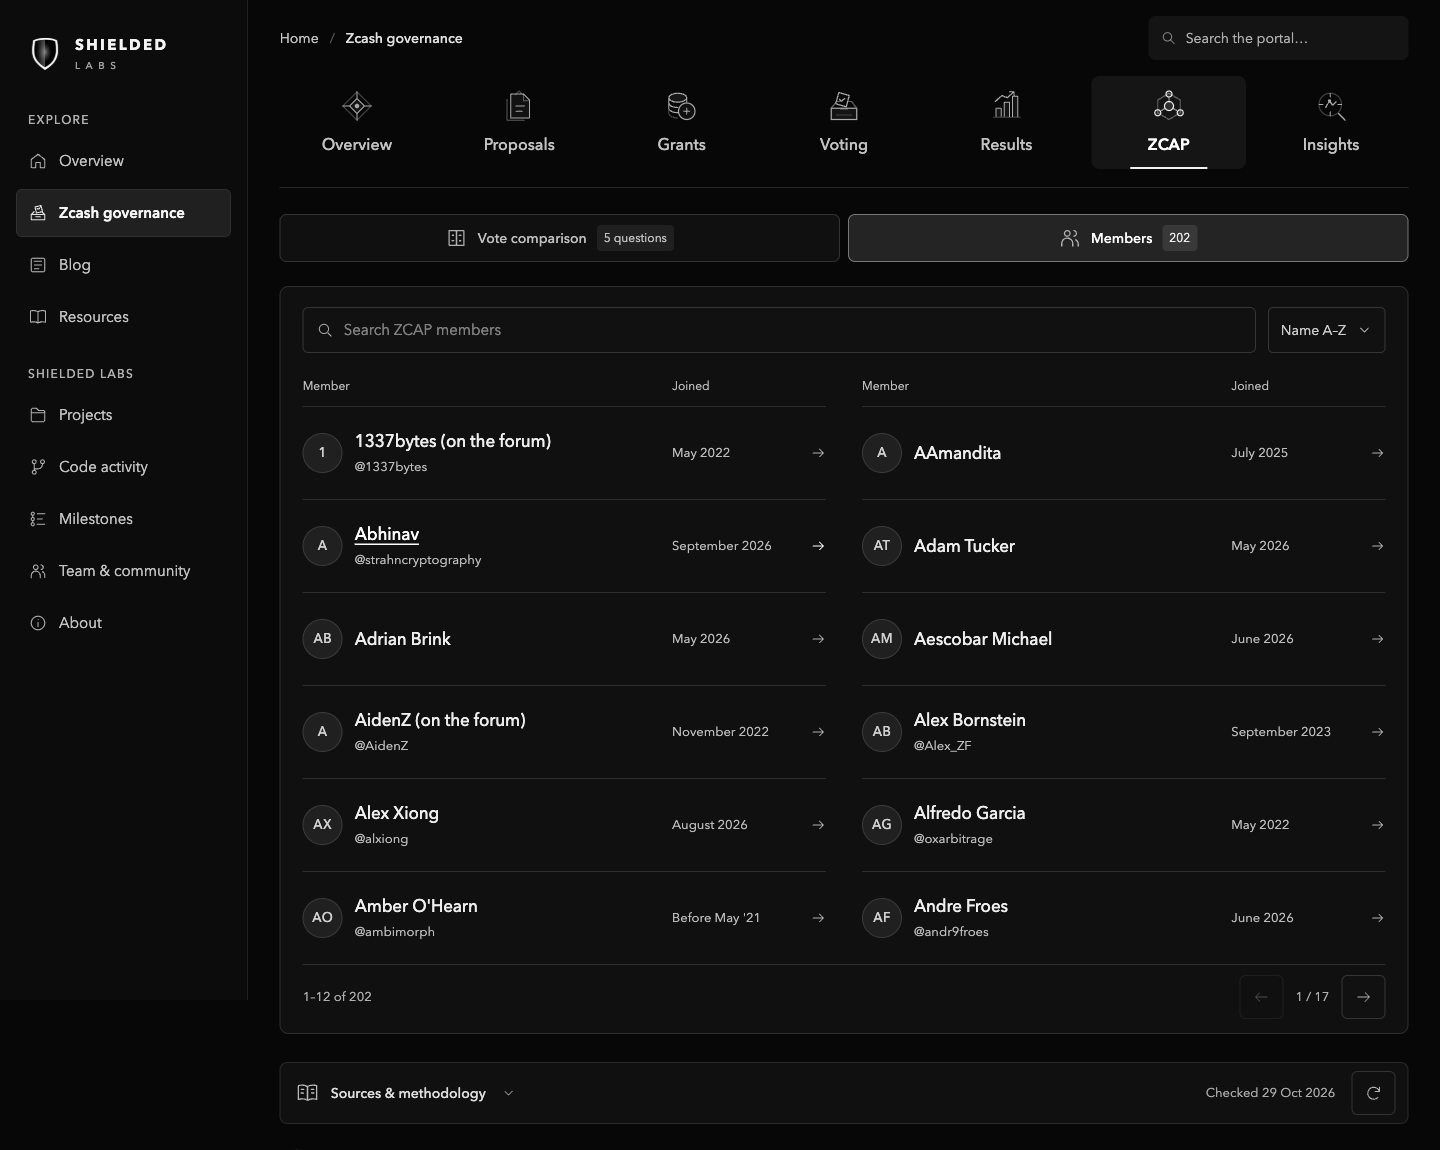 SHIELDED
LABS
EXPLORE
Overview
Zcash governance
Blog
Resources
SHIELDED LABS
Projects
Code activity
Milestones
Team & community
About
Home / Zcash governance
Search the portal...
Overview
Proposals
Grants
Voting
Results
ZCAP
Insights
Vote comparison 5 questions
Members 202
Search ZCAP members
Name A–Z
Member Joined Member Joined
1 1337bytes (on the forum) May 2022
@1337bytes
A AAmandita July 2025
A Abhinav September 2026
@strahncryptography
AT Adam Tucker May 2026
AB Adrian Brink May 2026
AM Aescobar Michael June 2026
A AidenZ (on the forum) November 2022
@AidenZ
AB Alex Bornstein September 2023
@Alex_ZF
AX Alex Xiong August 2026
@alxiong
AG Alfredo Garcia May 2022
@oxarbitrage
AO Amber O'Hearn Before May '21
@ambimorph
AF Andre Froes June 2026
@andr9froes
1–12 of 202
1 / 17
Sources & methodology
Checked 29 Oct 2026